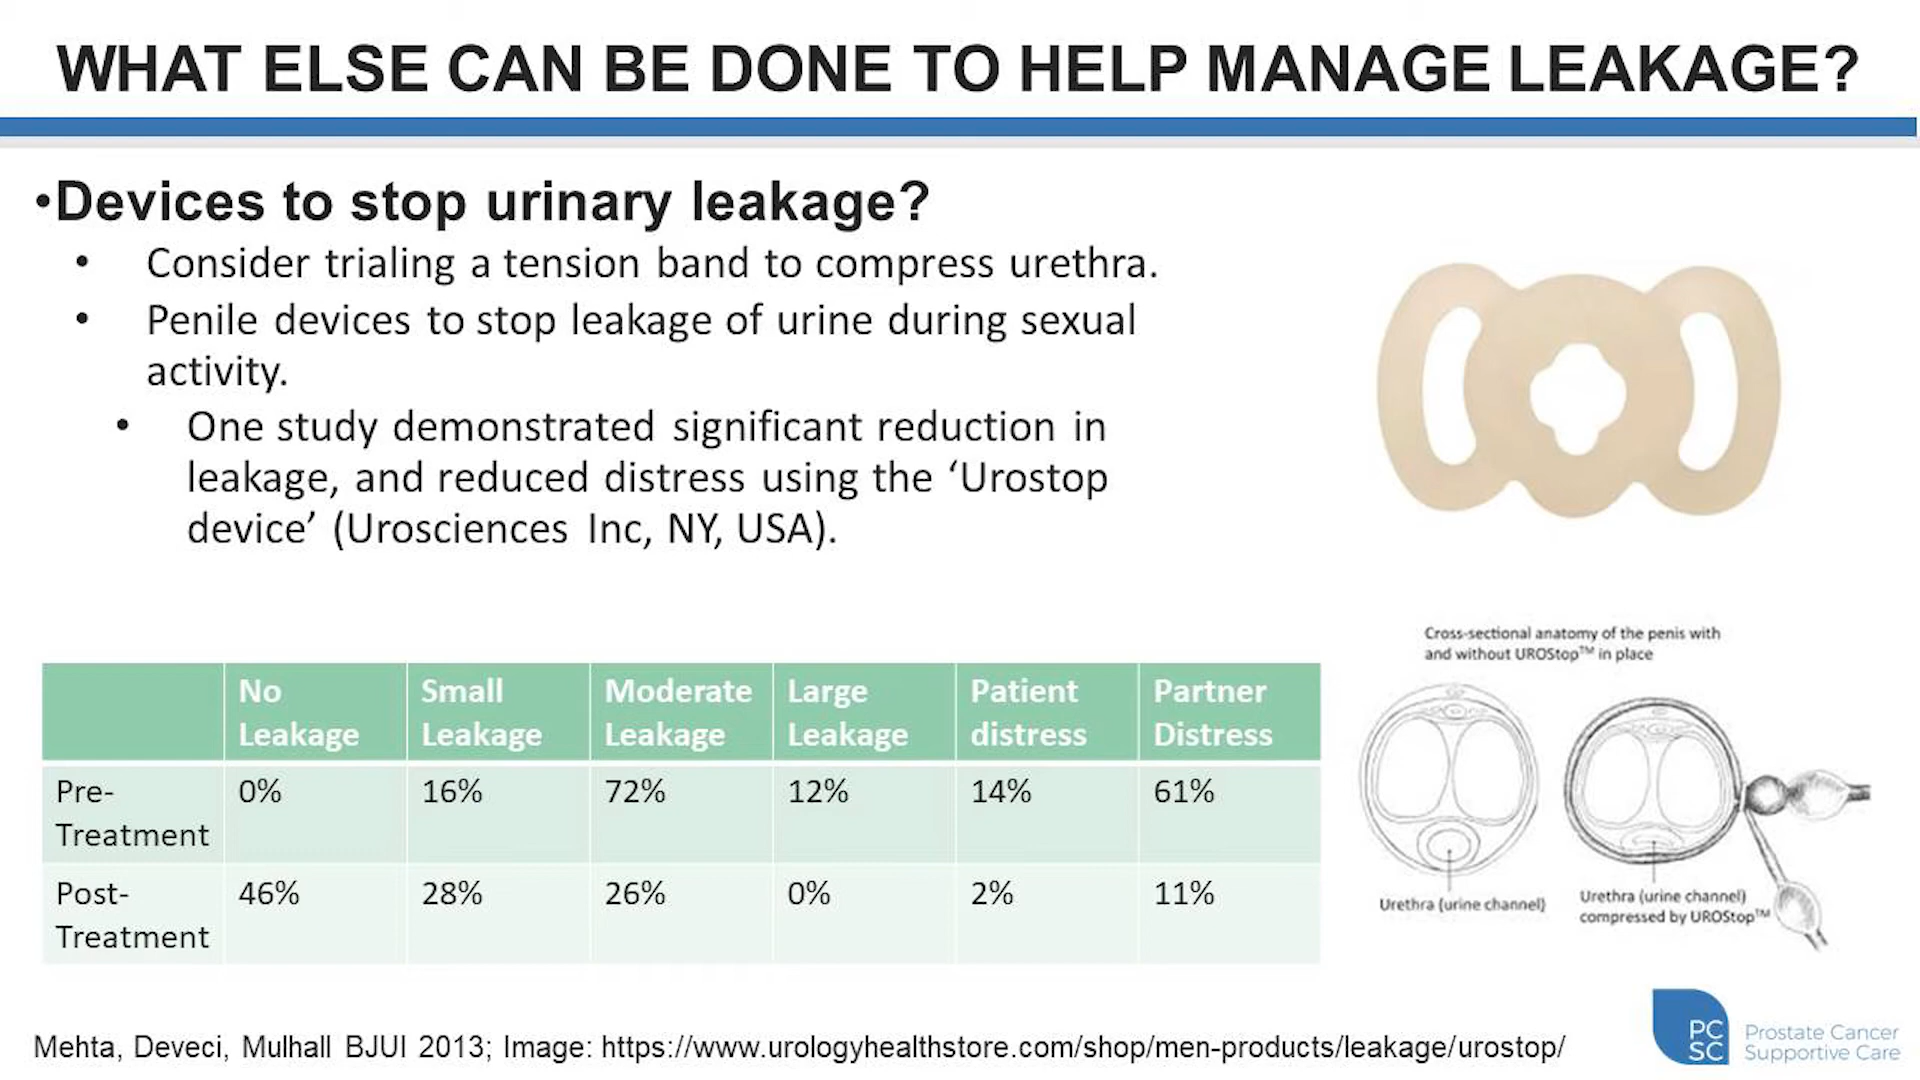 WHAT ELSE CAN BE DONE TO HELP MANAGE LEAKAGE?
•Devices to stop urinary leakage?
• Consider trialing a tension band to compress urethra.
• Penile devices to stop leakage of urine during sexual
activity.
• One study demonstrated significant reduction in
leakage, and reduced distress using the ‘Urostop
device’ (Urosciences Inc, NY, USA).
Cross-sectional anatomy of the penis with
and without UROStop™ in place
Urethra (urine channel)
Urethra (urine channel)
compressed by UROStop™
No Leakage Small Leakage Moderate Leakage Large Leakage Patient distress Partner Distress
Pre-Treatment 0% 16% 72% 12% 14% 61%
Post-Treatment 46% 28% 26% 0% 2% 11%
Mehta, Deveci, Mulhall BJUI 2013; Image: https://www.urologyhealthstore.com/shop/men-products/leakage/urostop/
PC
SC
Prostate Cancer
Supportive Care